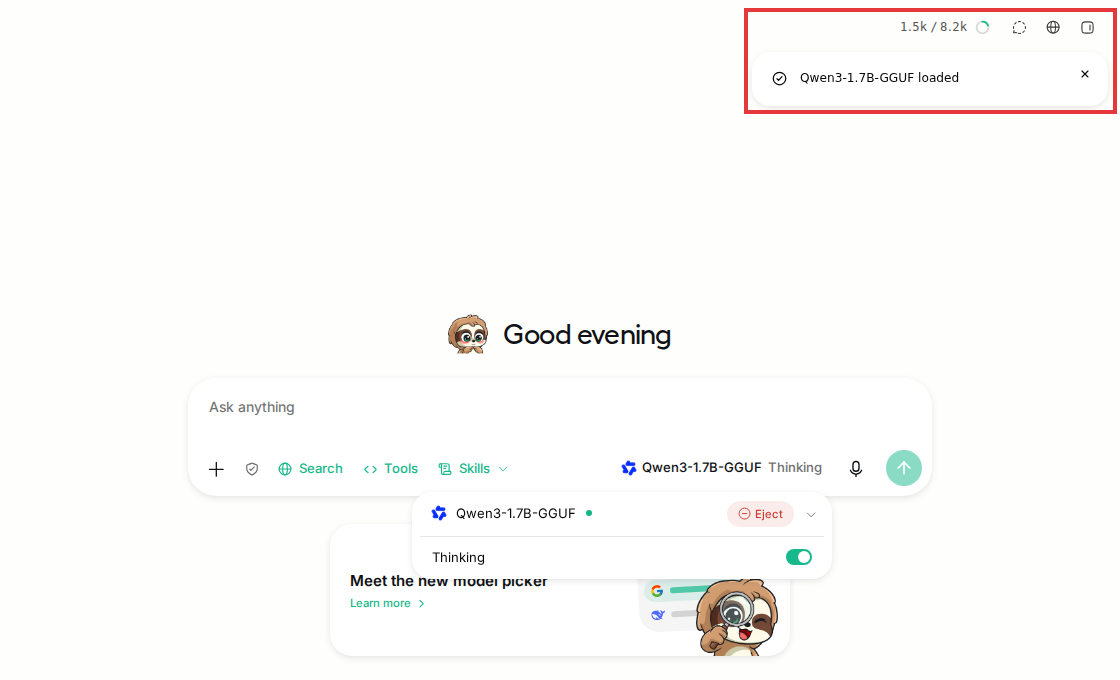 1.5k / 8.2k
Qwen3-1.7B-GGUF loaded
Good evening
Ask anything
Search Tools Skills Qwen3-1.7B-GGUF Thinking
Qwen3-1.7B-GGUF Eject
Thinking
Meet the new model picker
Learn more